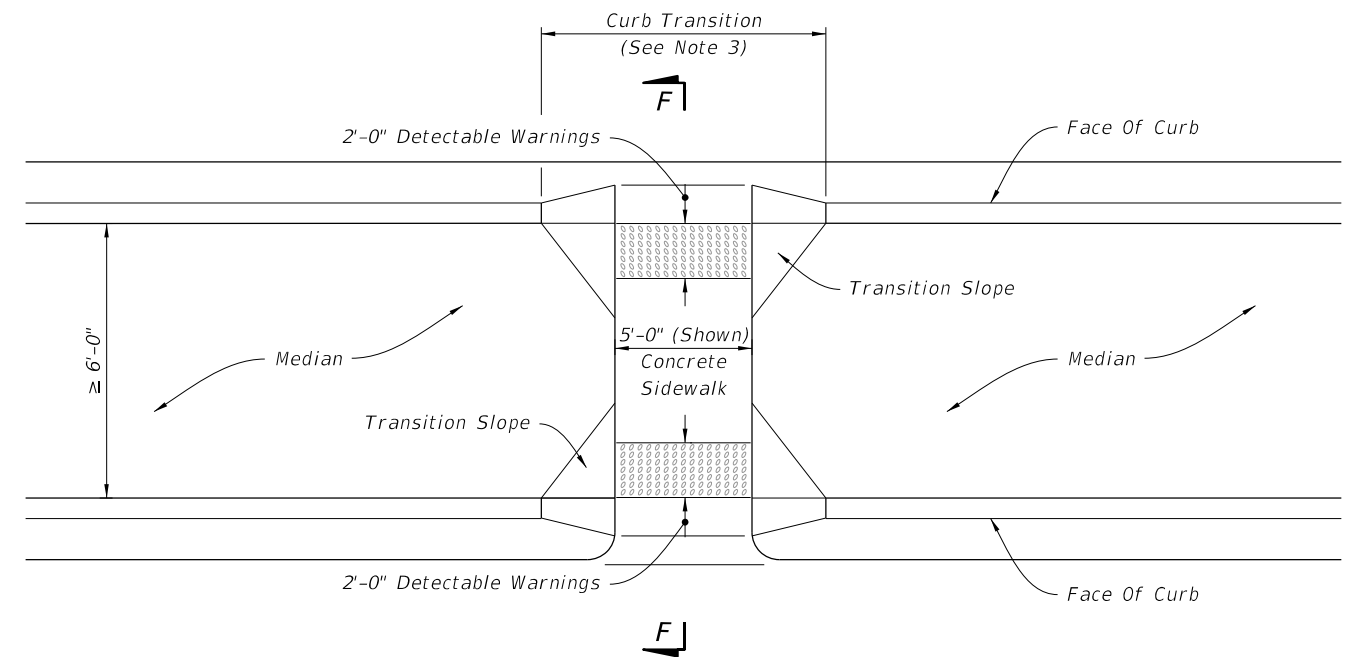 Curb Transition
(See Note 3)
F
2'-0" Detectable Warnings
Face Of Curb
Transition Slope
≥ 6'-0"
5'-0" (Shown)
Concrete
Sidewalk
Median
Median
Transition Slope
2'-0" Detectable Warnings
Face Of Curb
F